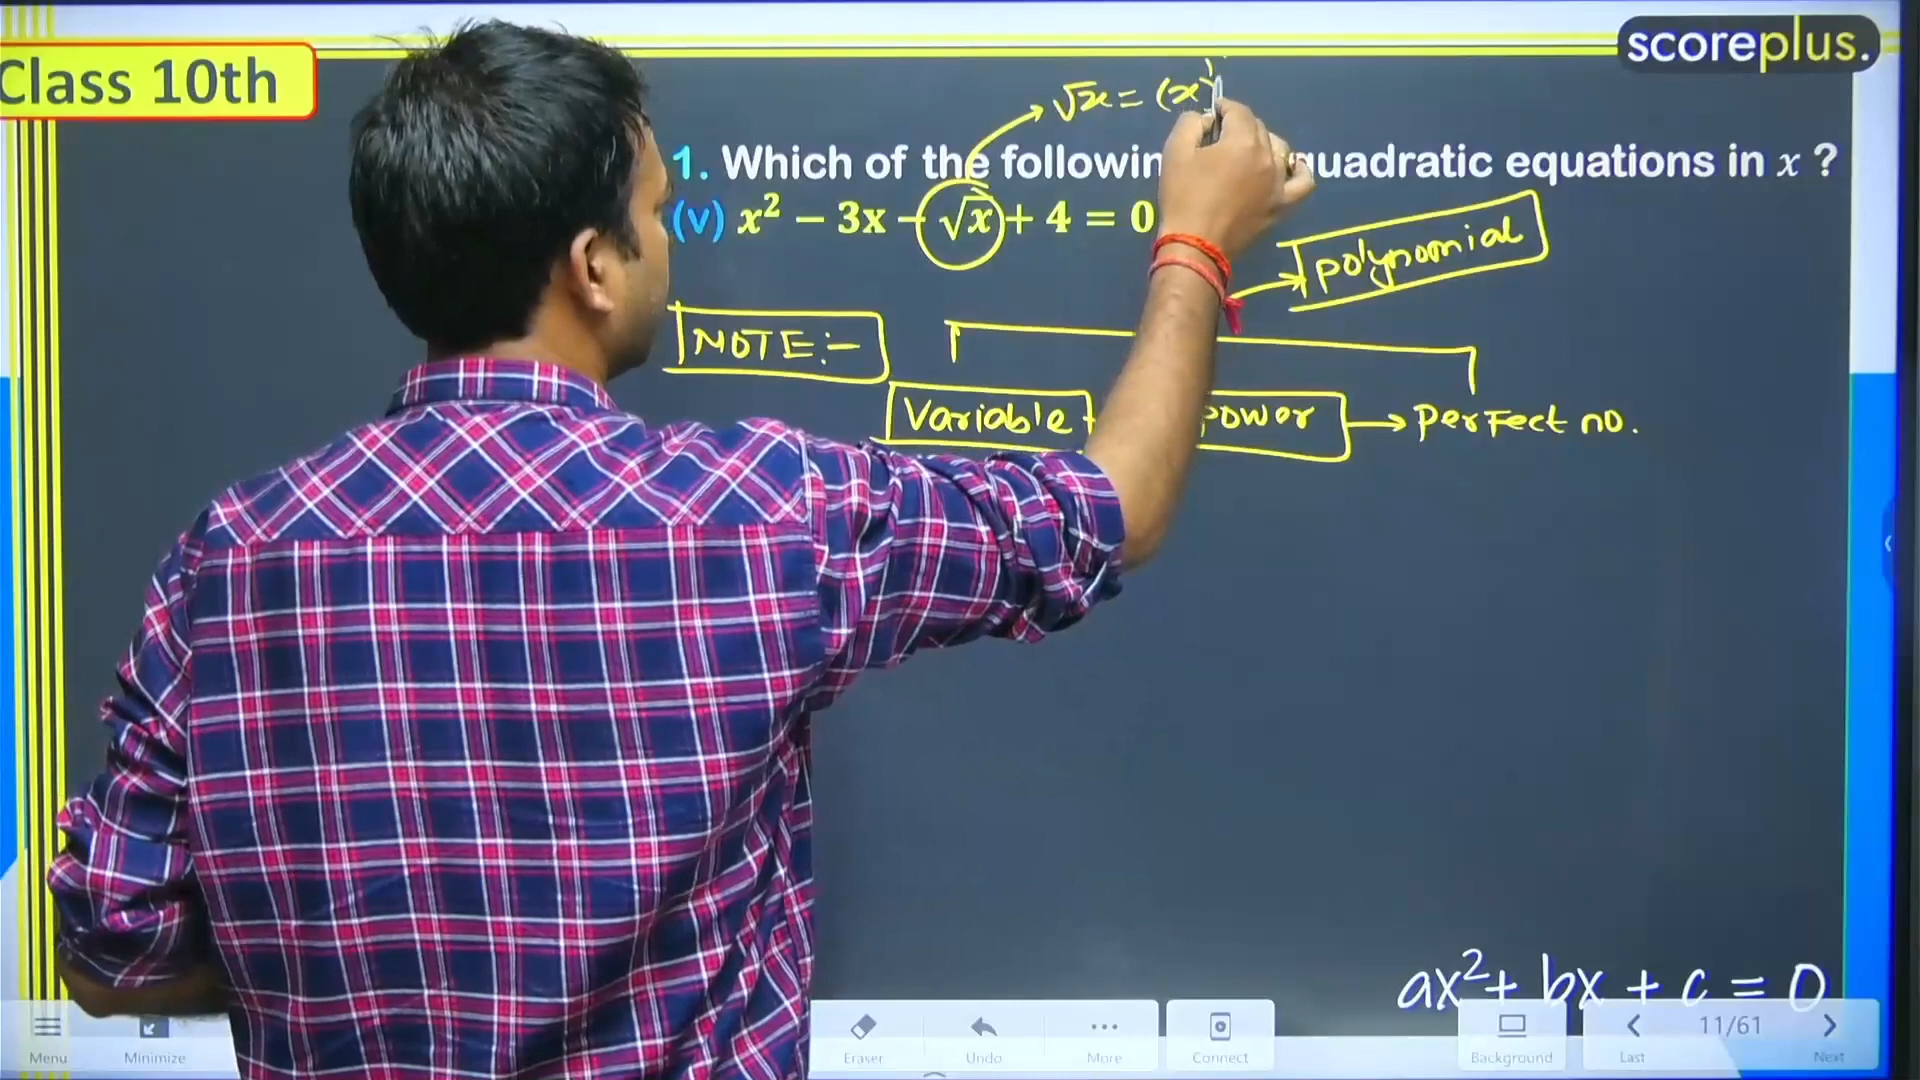 Class 10th
scoreplus.
√x = (x)¹
1. Which of the followin quadratic equations in x ?
(v) x² − 3x − √x + 4 = 0
polynomial
NOTE:-
Variable power → perfect no.
ax² + bx + c = 0
Menu Minimize Eraser Undo More Connect Background Last 11/61 Next